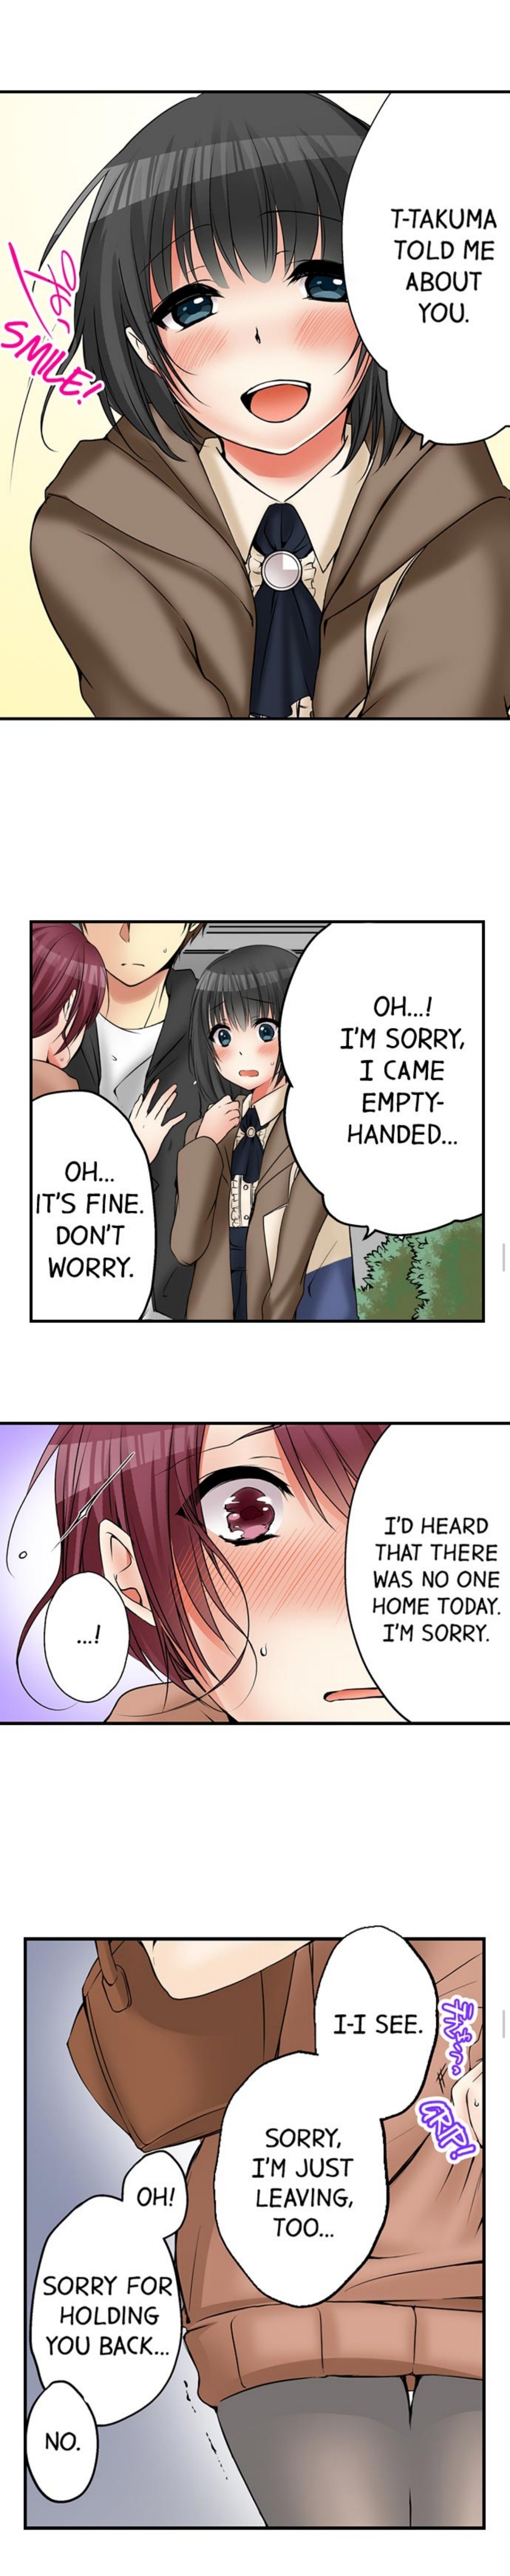 T-TAKUMA
TOLD ME
ABOUT
YOU.
SMILE!
OH...!
I'M SORRY,
I CAME
EMPTY-
HANDED...
OH...
IT'S FINE.
DON'T
WORRY.
I'D HEARD
THAT THERE
WAS NO ONE
HOME TODAY.
I'M SORRY.
...!
I-I SEE.
GRIP!
SORRY,
I'M JUST
LEAVING,
TOO...
OH!
SORRY FOR
HOLDING
YOU BACK...
NO.